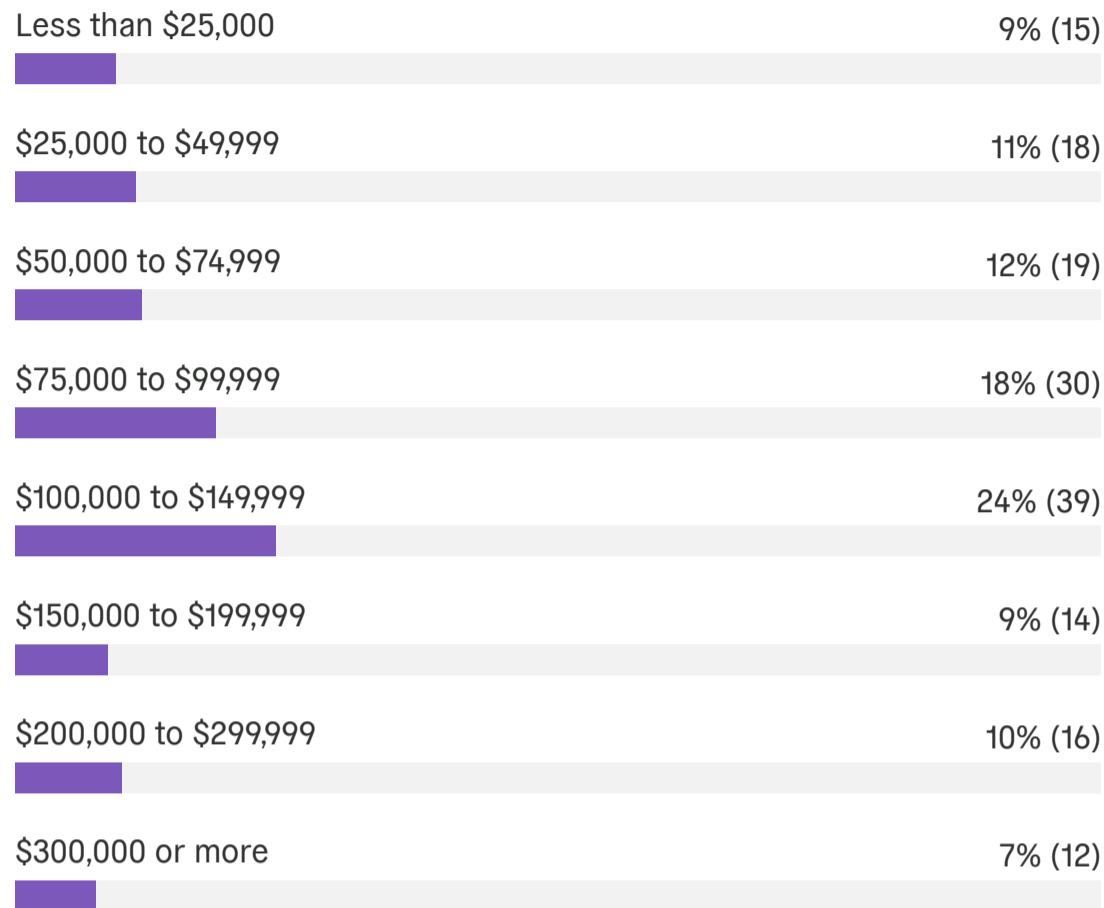 Less than $25,000 9% (15)
$25,000 to $49,999 11% (18)
$50,000 to $74,999 12% (19)
$75,000 to $99,999 18% (30)
$100,000 to $149,999 24% (39)
$150,000 to $199,999 9% (14)
$200,000 to $299,999 10% (16)
$300,000 or more 7% (12)